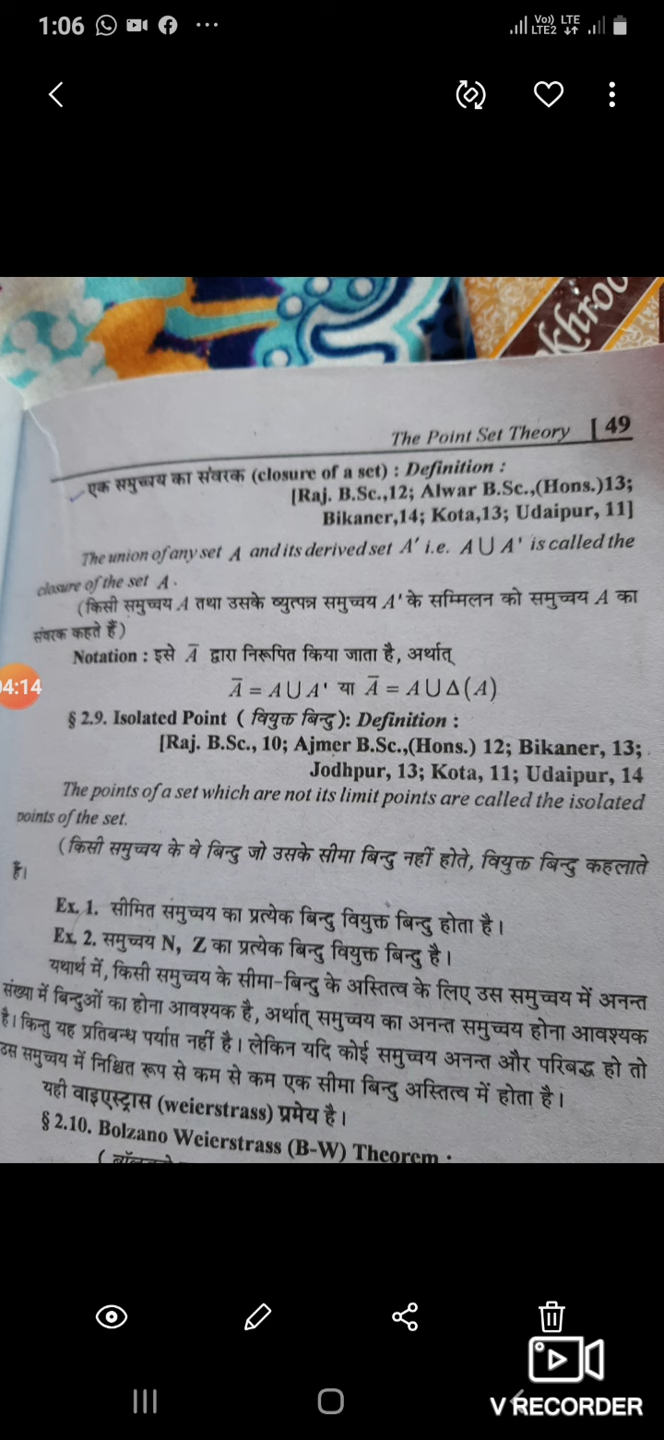 1:06
Vo)) LTE
LTE2
khroo
The Point Set Theory [ 49
एक समुच्चय का संवरक (closure of a set) : Definition :
[Raj. B.Sc.,12; Alwar B.Sc.,(Hons.)13;
Bikaner,14; Kota,13; Udaipur, 11]
The union of any set A and its derived set A' i.e. A ∪ A' is called the
closure of the set A.
(किसी समुच्चय A तथा उसके व्युत्पन्न समुच्चय A' के सम्मिलन को समुच्चय A का
संवरक कहते हैं)
Notation : इसे A̅ द्वारा निरूपित किया जाता है, अर्थात्
04:14
A̅ = A ∪ A' या A̅ = A ∪ Δ(A)
§ 2.9. Isolated Point ( वियुक्त बिन्दु): Definition :
[Raj. B.Sc., 10; Ajmer B.Sc.,(Hons.) 12; Bikaner, 13;
Jodhpur, 13; Kota, 11; Udaipur, 14
The points of a set which are not its limit points are called the isolated
points of the set.
(किसी समुच्चय के वे बिन्दु जो उसके सीमा बिन्दु नहीं होते, वियुक्त बिन्दु कहलाते
हैं।
Ex. 1. सीमित समुच्चय का प्रत्येक बिन्दु वियुक्त बिन्दु होता है।
Ex. 2. समुच्चय N, Z का प्रत्येक बिन्दु वियुक्त बिन्दु है।
यथार्थ में, किसी समुच्चय के सीमा-बिन्दु के अस्तित्व के लिए उस समुच्चय में अनन्त
संख्या में बिन्दुओं का होना आवश्यक है, अर्थात् समुच्चय का अनन्त समुच्चय होना आवश्यक
है। किन्तु यह प्रतिबन्ध पर्याप्त नहीं है। लेकिन यदि कोई समुच्चय अनन्त और परिबद्ध हो तो
उस समुच्चय में निश्चित रूप से कम से कम एक सीमा बिन्दु अस्तित्व में होता है।
यही वाइएस्ट्रास (weierstrass) प्रमेय है।
§ 2.10. Bolzano Weierstrass (B-W) Theorem :
V RECORDER